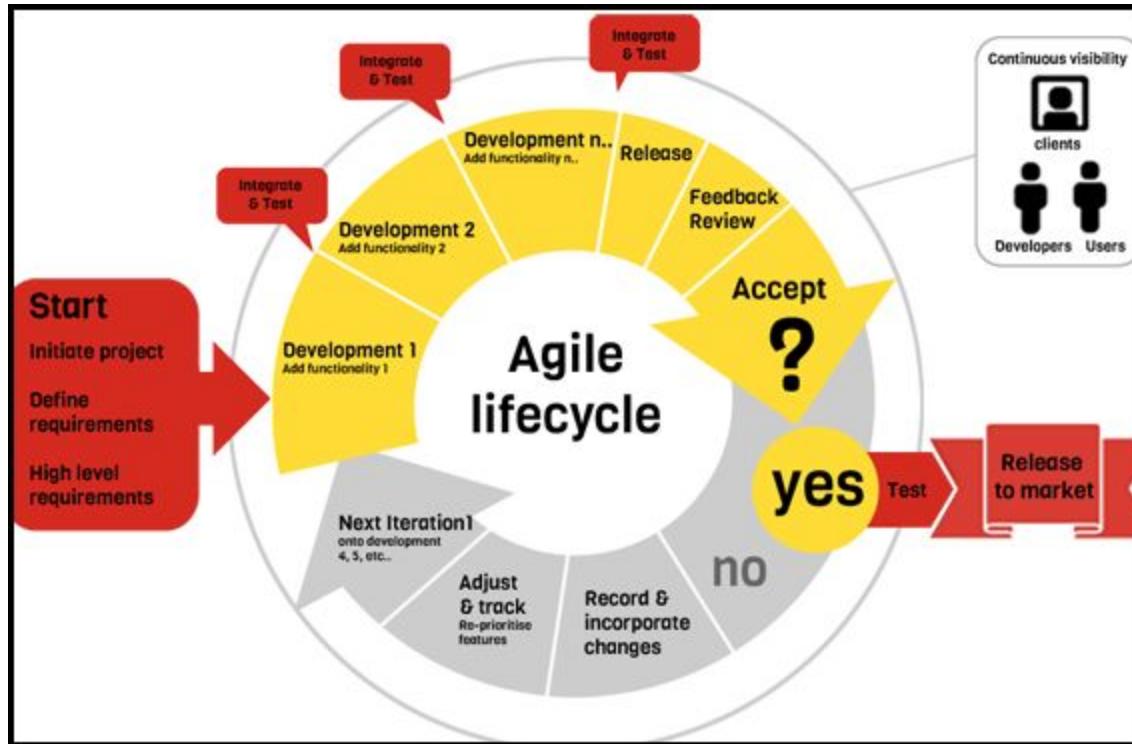 Start
Initiate project
Define
requirements
High level
requirements
Integrate
& Test
Integrate
& Test
Integrate
& Test
Development 1
Add functionality 1
Development 2
Add functionality 2
Development n..
Add functionality n..
Release
Feedback
Review
Accept
?
yes
Test
Release
to market
no
Record &
incorporate
changes
Adjust
& track
Re-prioritise
features
Next Iteration1
onto development
4, 5, etc..
Agile
lifecycle
Continuous visibility
clients
Developers Users